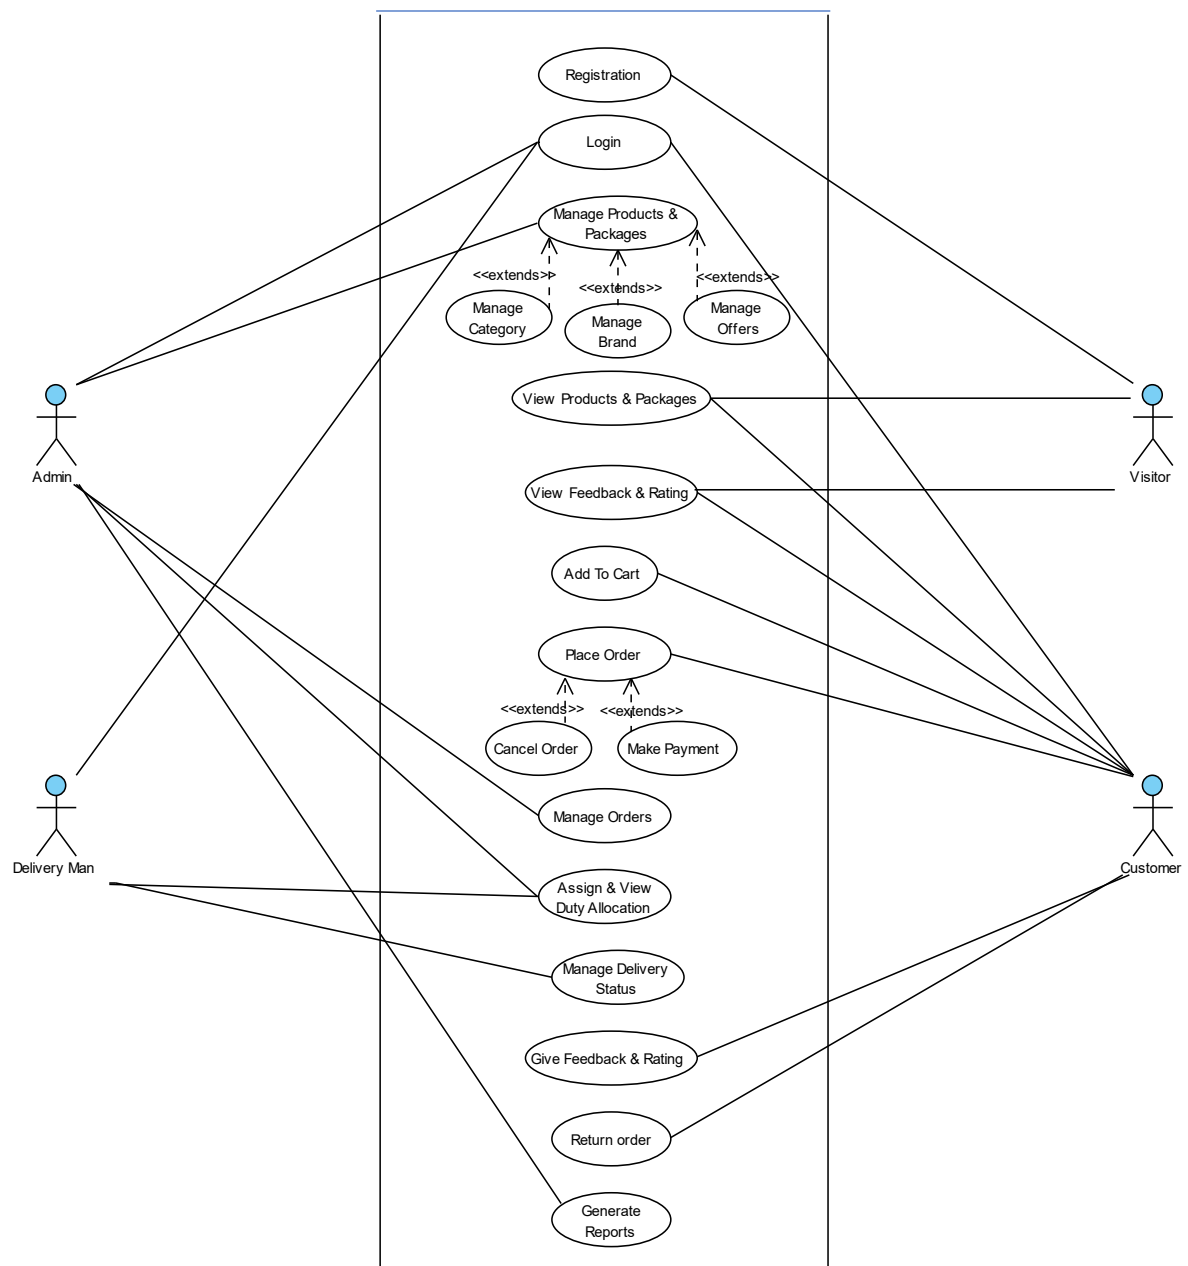 Registration
Login
Manage Products &
Packages
<<extends>>
<<extends>>
<<extends>>
Manage
Category
Manage
Brand
Manage
Offers
View Products & Packages
Admin
Visitor
View Feedback & Rating
Add To Cart
Place Order
<<extends>>
<<extends>>
Cancel Order
Make Payment
Manage Orders
Delivery Man
Customer
Assign & View
Duty Allocation
Manage Delivery
Status
Give Feedback & Rating
Return order
Generate
Reports